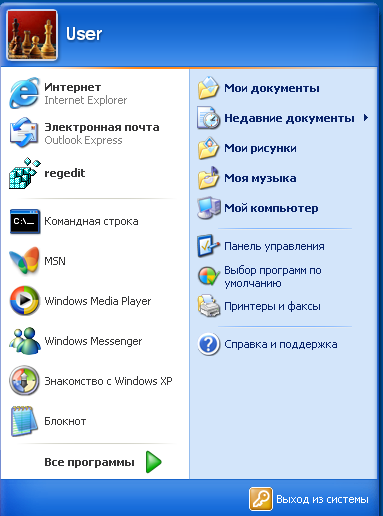 User
Интернет
Internet Explorer
Электронная почта
Outlook Express
regedit
C:\_
Командная строка
MSN
Windows Media Player
Windows Messenger
Знакомство с Windows XP
Блокнот
Все программы
Мои документы
Недавние документы
Мои рисунки
Моя музыка
Мой компьютер
Панель управления
Выбор программ по
умолчанию
Принтеры и факсы
Справка и поддержка
Выход из системы